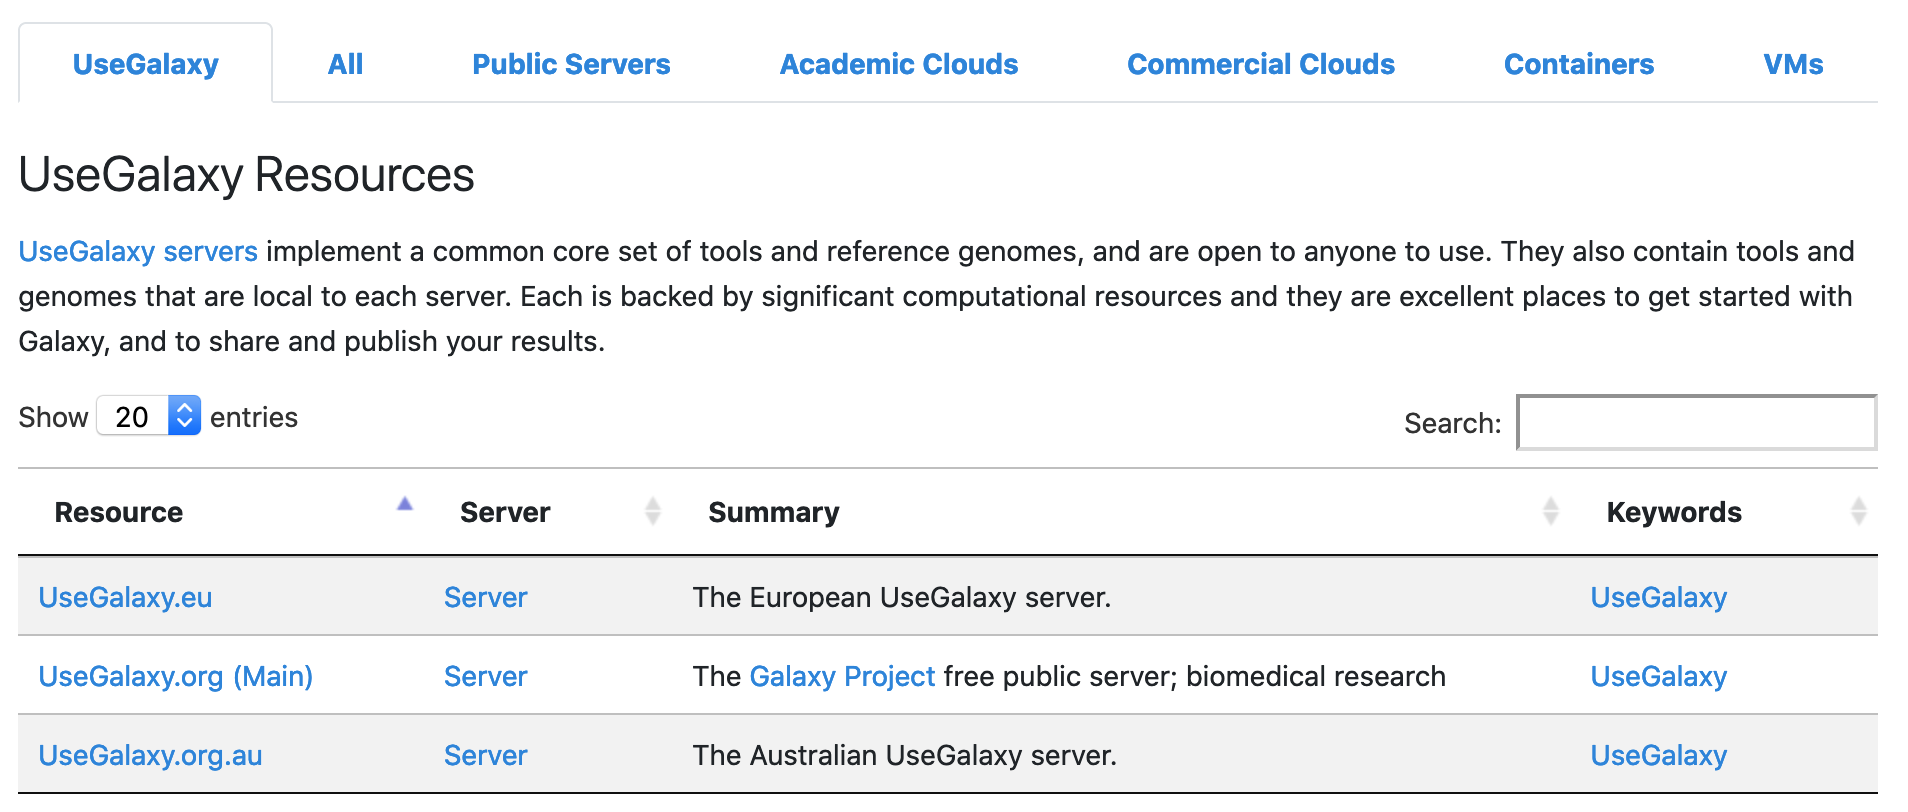 UseGalaxy All Public Servers Academic Clouds Commercial Clouds Containers VMs
UseGalaxy Resources
UseGalaxy servers implement a common core set of tools and reference genomes, and are open to anyone to use. They also contain tools and
genomes that are local to each server. Each is backed by significant computational resources and they are excellent places to get started with
Galaxy, and to share and publish your results.
Show 20 entries Search:
Resource Server Summary Keywords
UseGalaxy.eu Server The European UseGalaxy server. UseGalaxy
UseGalaxy.org (Main) Server The Galaxy Project free public server; biomedical research UseGalaxy
UseGalaxy.org.au Server The Australian UseGalaxy server. UseGalaxy